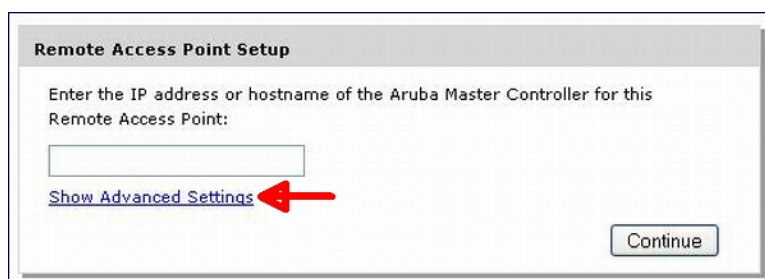 Remote Access Point Setup
Enter the IP address or hostname of the Aruba Master Controller for this
Remote Access Point:
Show Advanced Settings
Continue